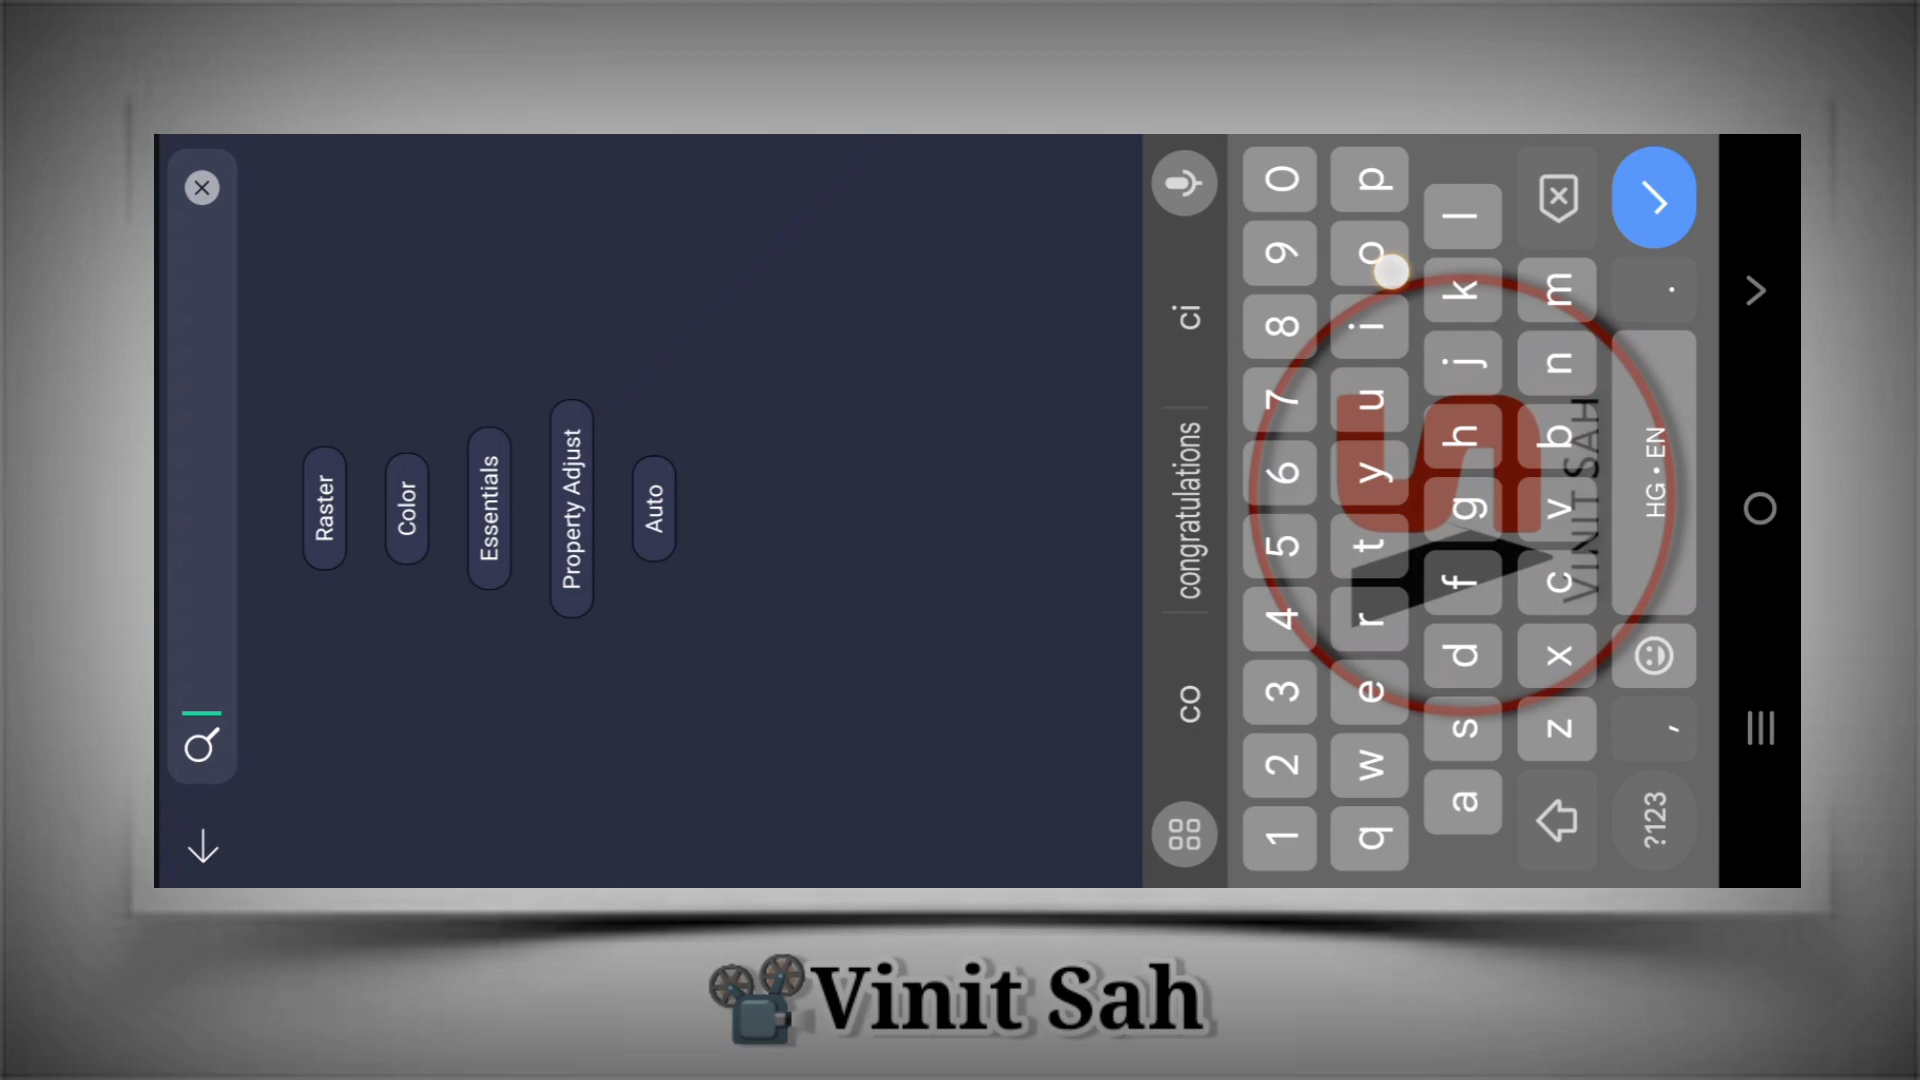 Raster
Color
Essentials
Property Adjust
Auto
co congratulations ci
1 2 3 4 5 6 7 8 9 0
q w e r t y u i o p
a s d f g h j k l
z x c v b n m
?123 , HG • EN .
VS
VINIT SAH
Vinit Sah